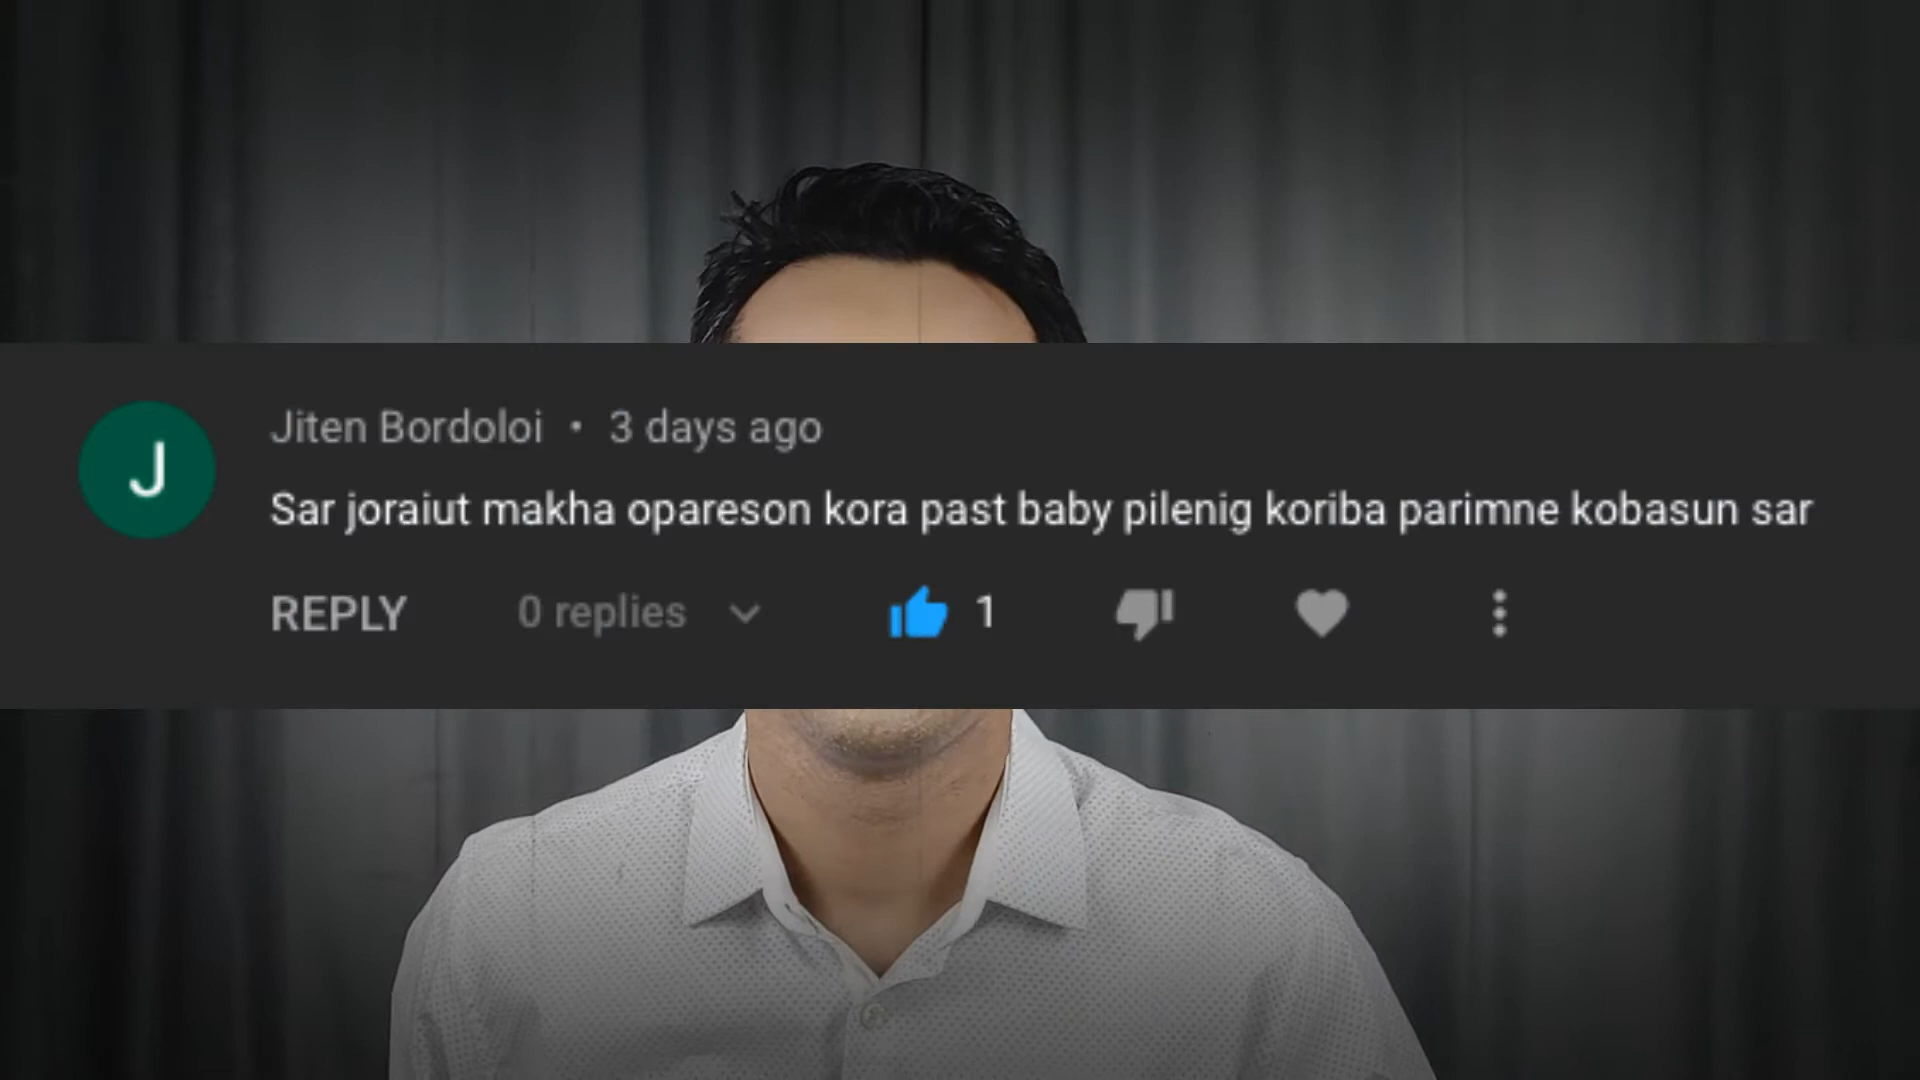 J
Jiten Bordoloi • 3 days ago
Sar joraiut makha opareson kora past baby pilenig koriba parimne kobasun sar
REPLY 0 replies 1